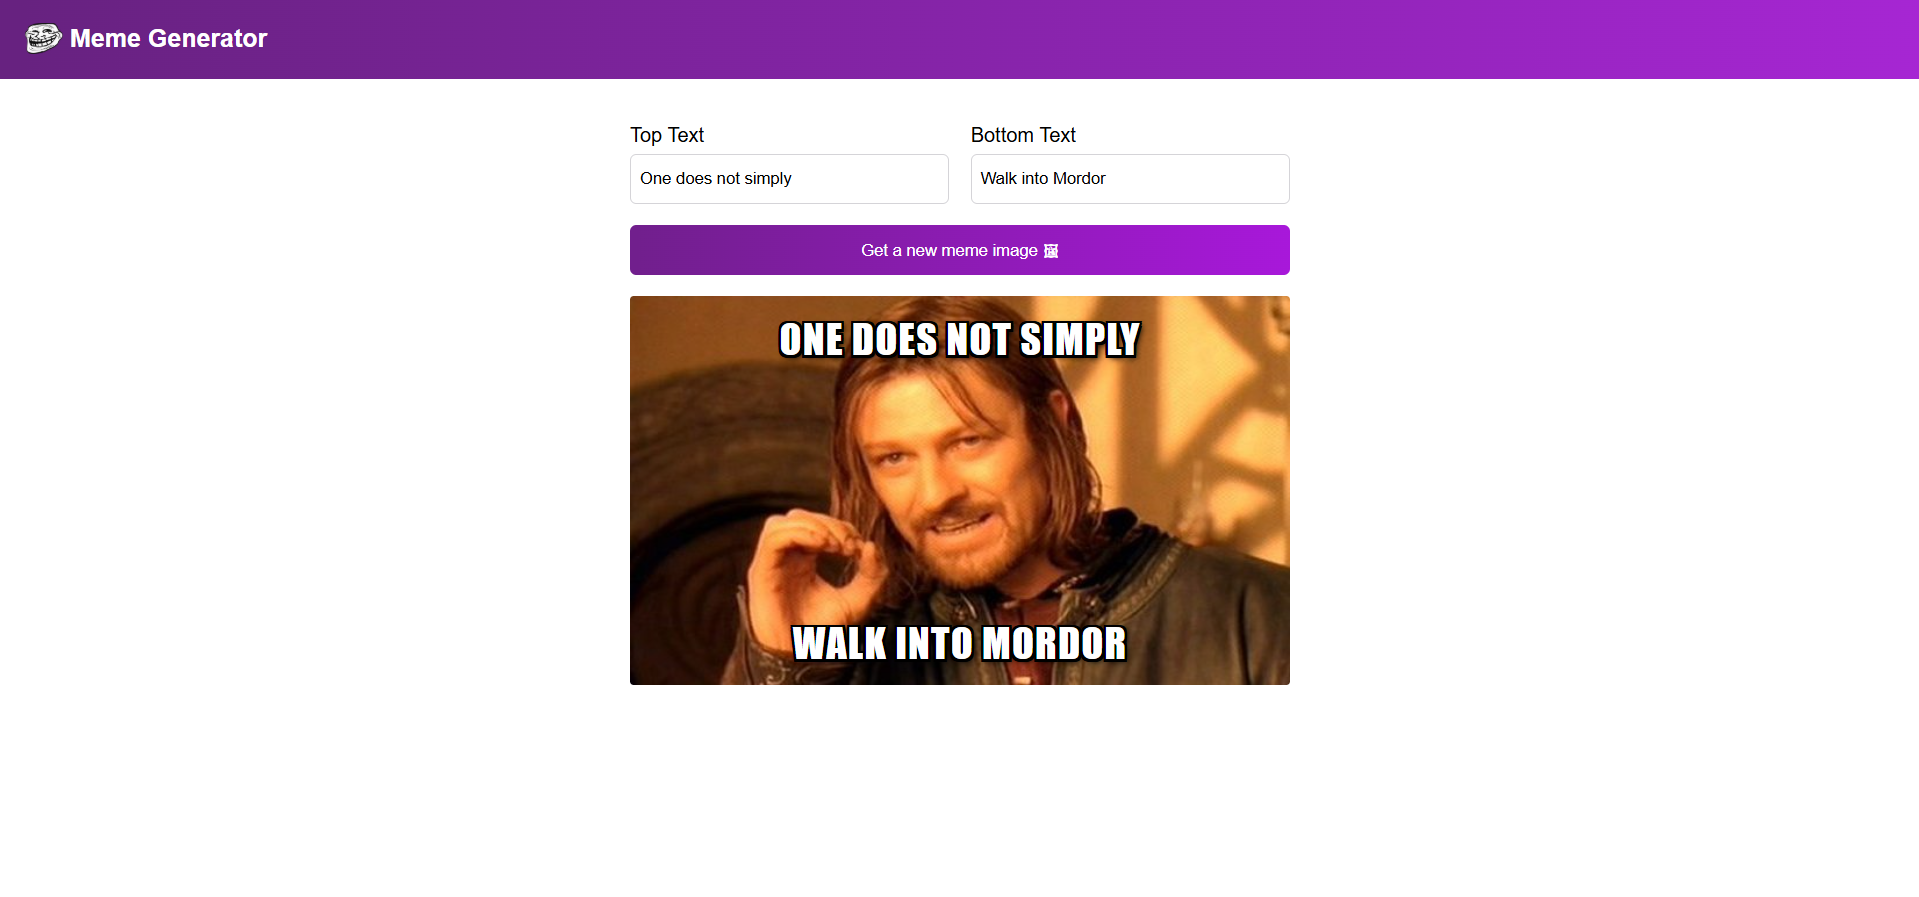 Meme Generator
Top Text
Bottom Text
One does not simply
Walk into Mordor
Get a new meme image 🖼
ONE DOES NOT SIMPLY
WALK INTO MORDOR